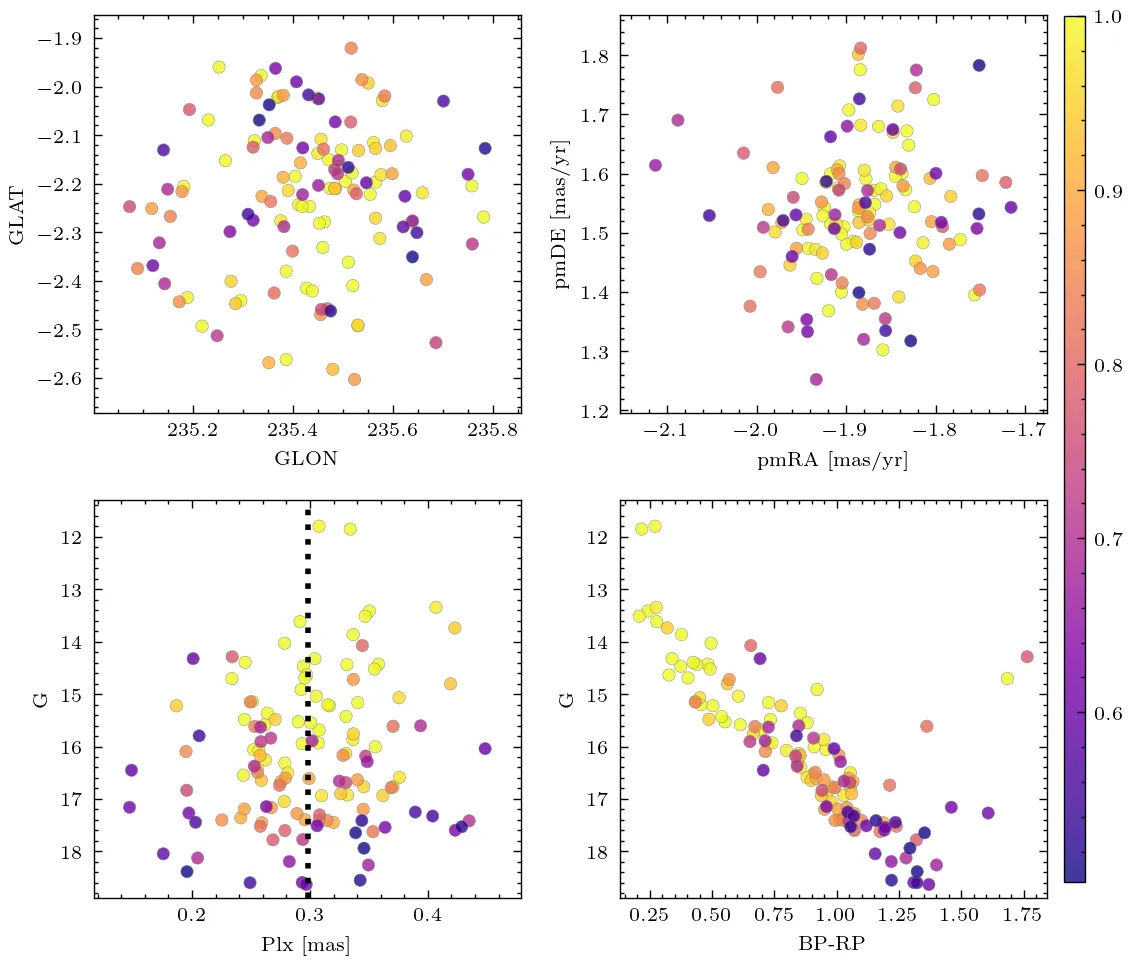 −1.9
−2.0
−2.1
−2.2
−2.3
−2.4
−2.5
−2.6
GLAT
235.2 235.4 235.6 235.8
GLON
1.8
1.7
1.6
1.5
1.4
1.3
1.2
pmDE [mas/yr]
−2.1 −2.0 −1.9 −1.8 −1.7
pmRA [mas/yr]
12
13
14
15
16
17
18
G
0.2 0.3 0.4
Plx [mas]
12
13
14
15
16
17
18
G
0.25 0.50 0.75 1.00 1.25 1.50 1.75
BP-RP
1.0
0.9
0.8
0.7
0.6